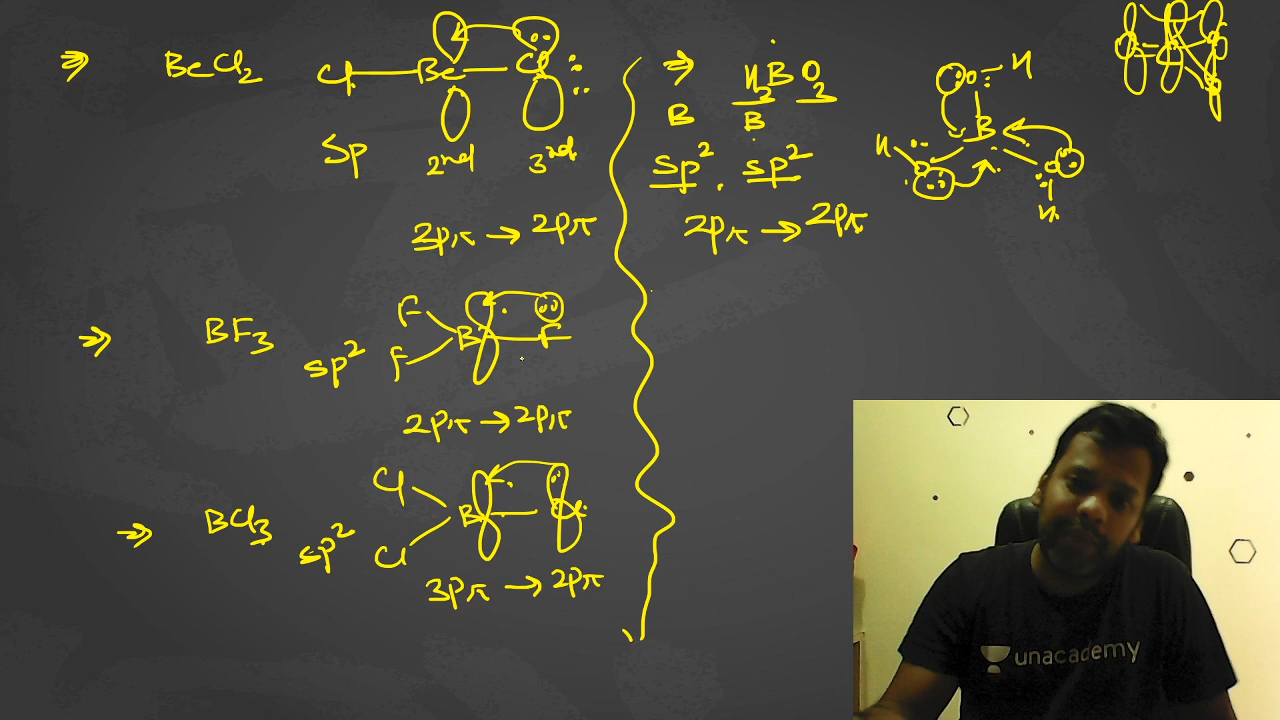 ⇒ BeCl2 Cl—Be—Cl
sp 2nd 3rd
3pπ → 2pπ
⇒ BF3 sp2 F F B—F
2pπ → 2pπ
⇒ BCl3 sp2 Cl Cl B
3pπ → 2pπ
⇒ H3BO3
B B
sp2 . sp2
2pπ → 2pπ
O H
B
H O O
H
unacademy